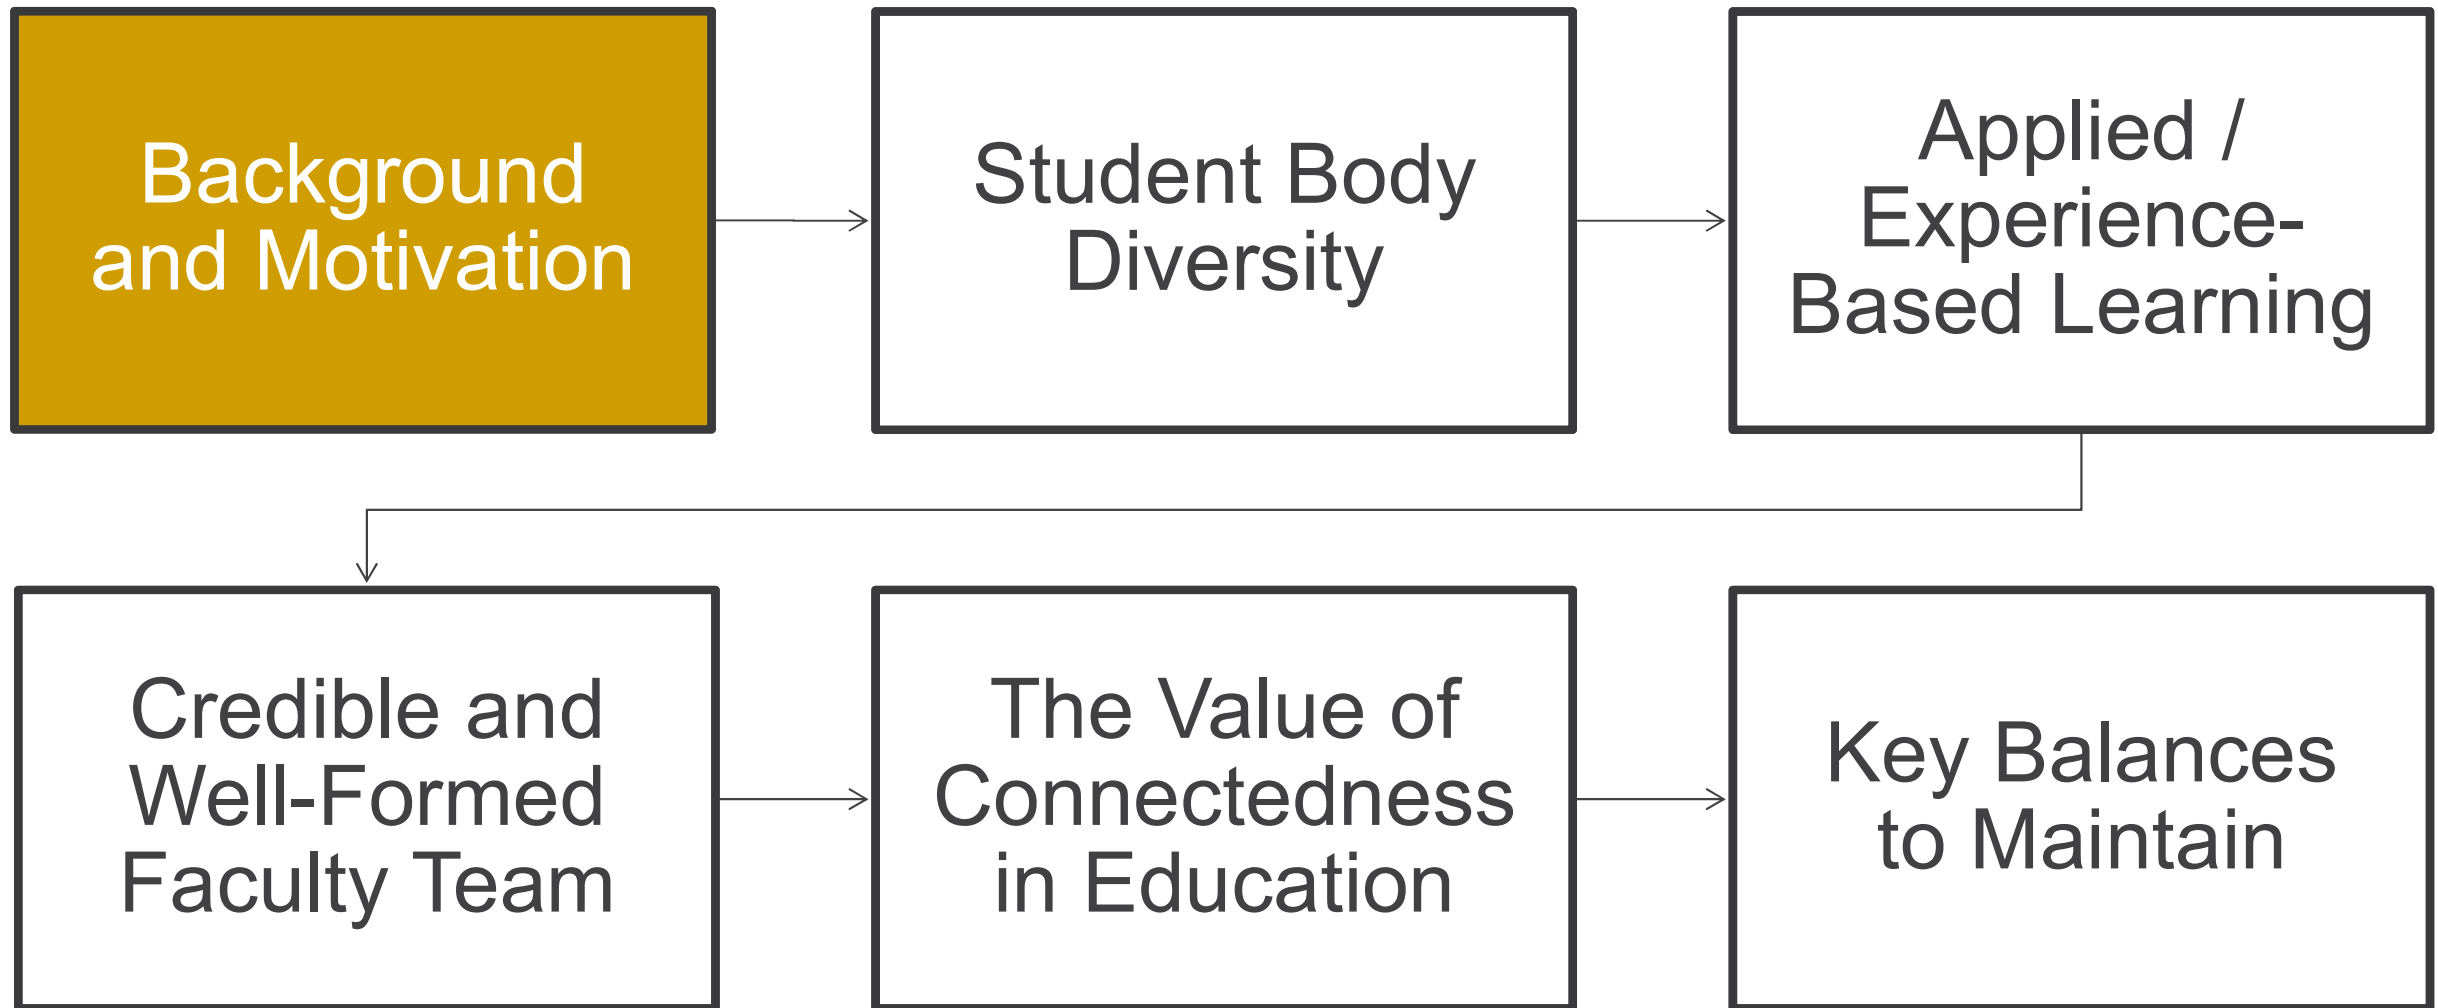 Background
and Motivation
Student Body
Diversity
Applied /
Experience-
Based Learning
Credible and
Well-Formed
Faculty Team
The Value of
Connectedness
in Education
Key Balances
to Maintain